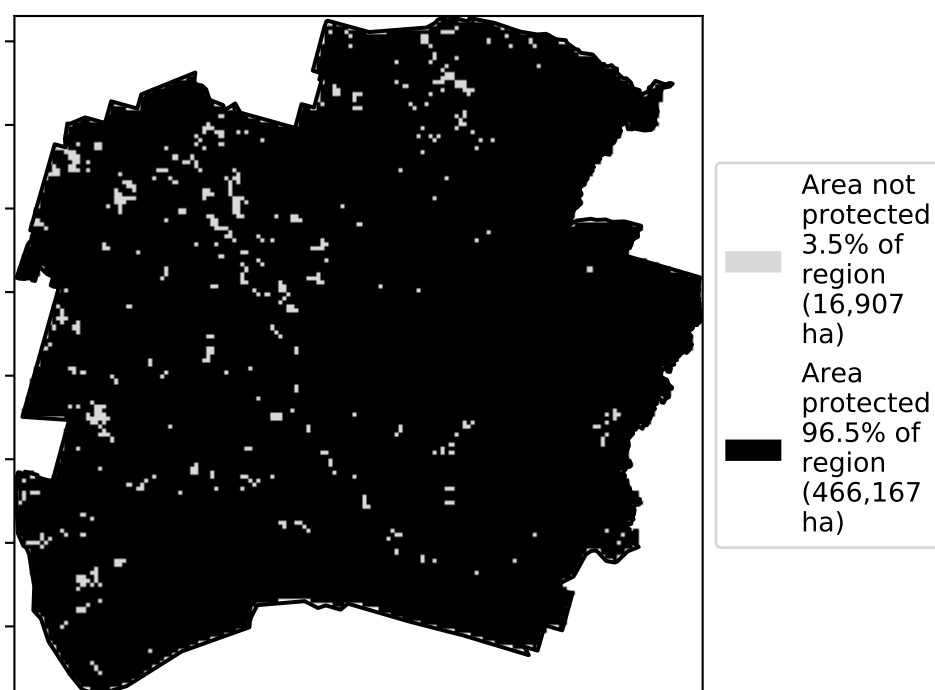 Area not
protected
3.5% of
region
(16,907
ha)
Area
protected
96.5% of
region
(466,167
ha)